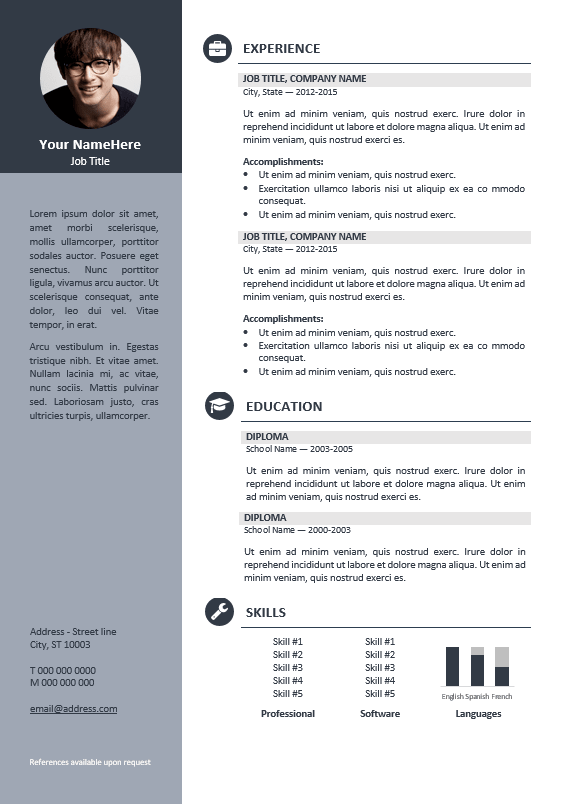 Your NameHere
Job Title
Lorem ipsum dolor sit amet,
amet morbi scelerisque,
mollis ullamcorper, porttitor
sodales auctor. Posuere eget
senectus. Nunc porttitor
ligula, vivamus arcu auctor. Ut
scelerisque consequat, ante
dolor, leo dui vel. Vitae
tempor, in erat.
Arcu vestibulum in. Egestas
tristique nibh. Et vitae amet.
Nullam lacinia mi, ac vitae,
nunc sociis. Mattis pulvinar
sed. Laboriosam justo, cras
ultricies turpis, ullamcorper.
Address - Street line
City, ST 10003
T 000 000 0000
M 000 000 000
email@address.com
References available upon request
EXPERIENCE
JOB TITLE, COMPANY NAME
City, State — 2012-2015
Ut enim ad minim veniam, quis nostrud exerc. Irure dolor in
reprehend incididunt ut labore et dolore magna aliqua. Ut enim ad
minim veniam, quis nostrud exerci es.
Accomplishments:
• Ut enim ad minim veniam, quis nostrud exerc.
• Exercitation ullamco laboris nisi ut aliquip ex ea co mmodo
consequat.
• Ut enim ad minim veniam, quis nostrud exerc.
JOB TITLE, COMPANY NAME
City, State — 2012-2015
Ut enim ad minim veniam, quis nostrud exerc. Irure dolor in
reprehend incididunt ut labore et dolore magna aliqua. Ut enim ad
minim veniam, quis nostrud exerci es.
Accomplishments:
• Ut enim ad minim veniam, quis nostrud exerc.
• Exercitation ullamco laboris nisi ut aliquip ex ea co mmodo
consequat.
• Ut enim ad minim veniam, quis nostrud exerc.
EDUCATION
DIPLOMA
School Name — 2003-2005
Ut enim ad minim veniam, quis nostrud exerc. Irure dolor in
reprehend incididunt ut labore et dolore magna aliqua. Ut enim
ad minim veniam, quis nostrud exerci es.
DIPLOMA
School Name — 2000-2003
Ut enim ad minim veniam, quis nostrud exerc. Irure dolor in
reprehend incididunt ut labore et dolore magna aliqua. Ut enim ad
minim veniam, quis nostrud exerci es.
SKILLS
Skill #1
Skill #2
Skill #3
Skill #4
Skill #5
Professional
Skill #1
Skill #2
Skill #3
Skill #4
Skill #5
Software
English Spanish French
Languages